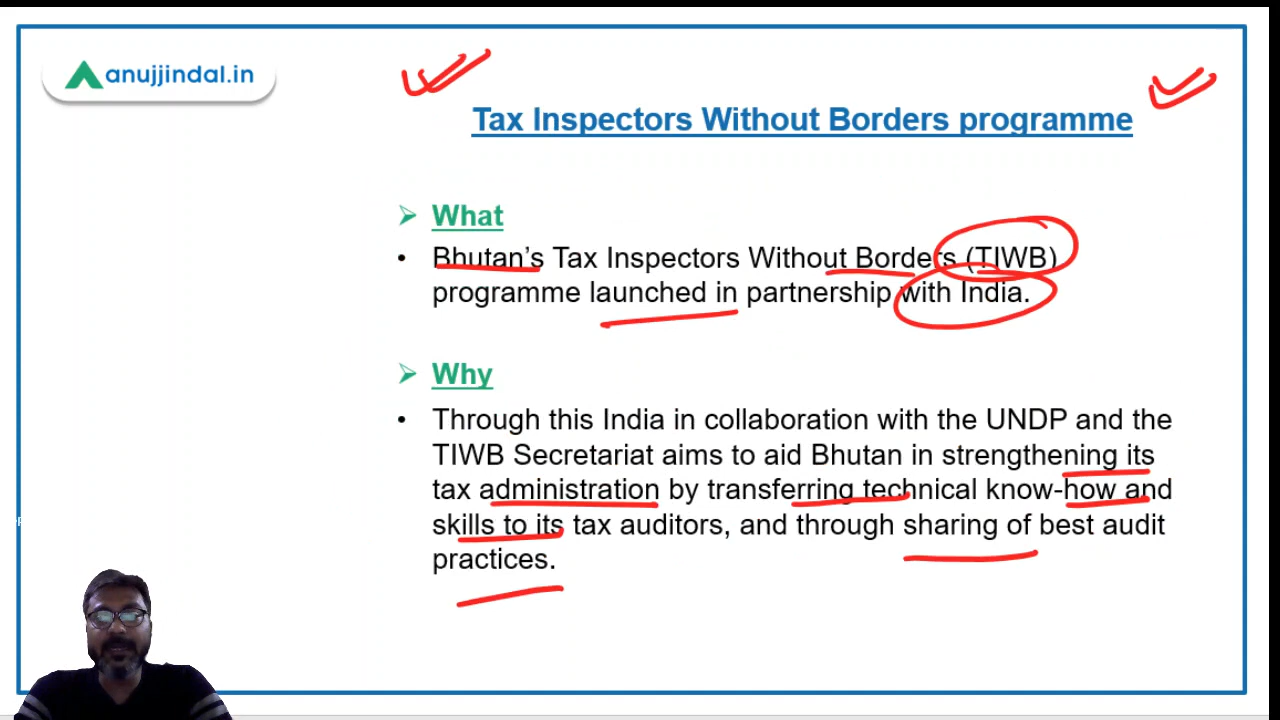 anujjindal.in
Tax Inspectors Without Borders programme
What
Bhutan's Tax Inspectors Without Borders (TIWB)
programme launched in partnership with India.
Why
Through this India in collaboration with the UNDP and the
TIWB Secretariat aims to aid Bhutan in strengthening its
tax administration by transferring technical know-how and
skills to its tax auditors, and through sharing of best audit
practices.